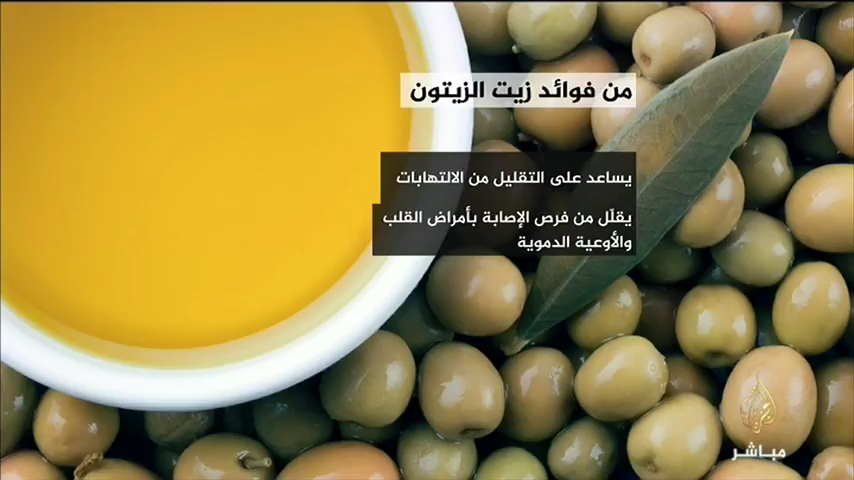 من فوائد زيت الزيتون
يساعد على التقليل من الالتهابات
يقلّل من فرص الإصابة بأمراض القلب
والأوعية الدموية
مباشر